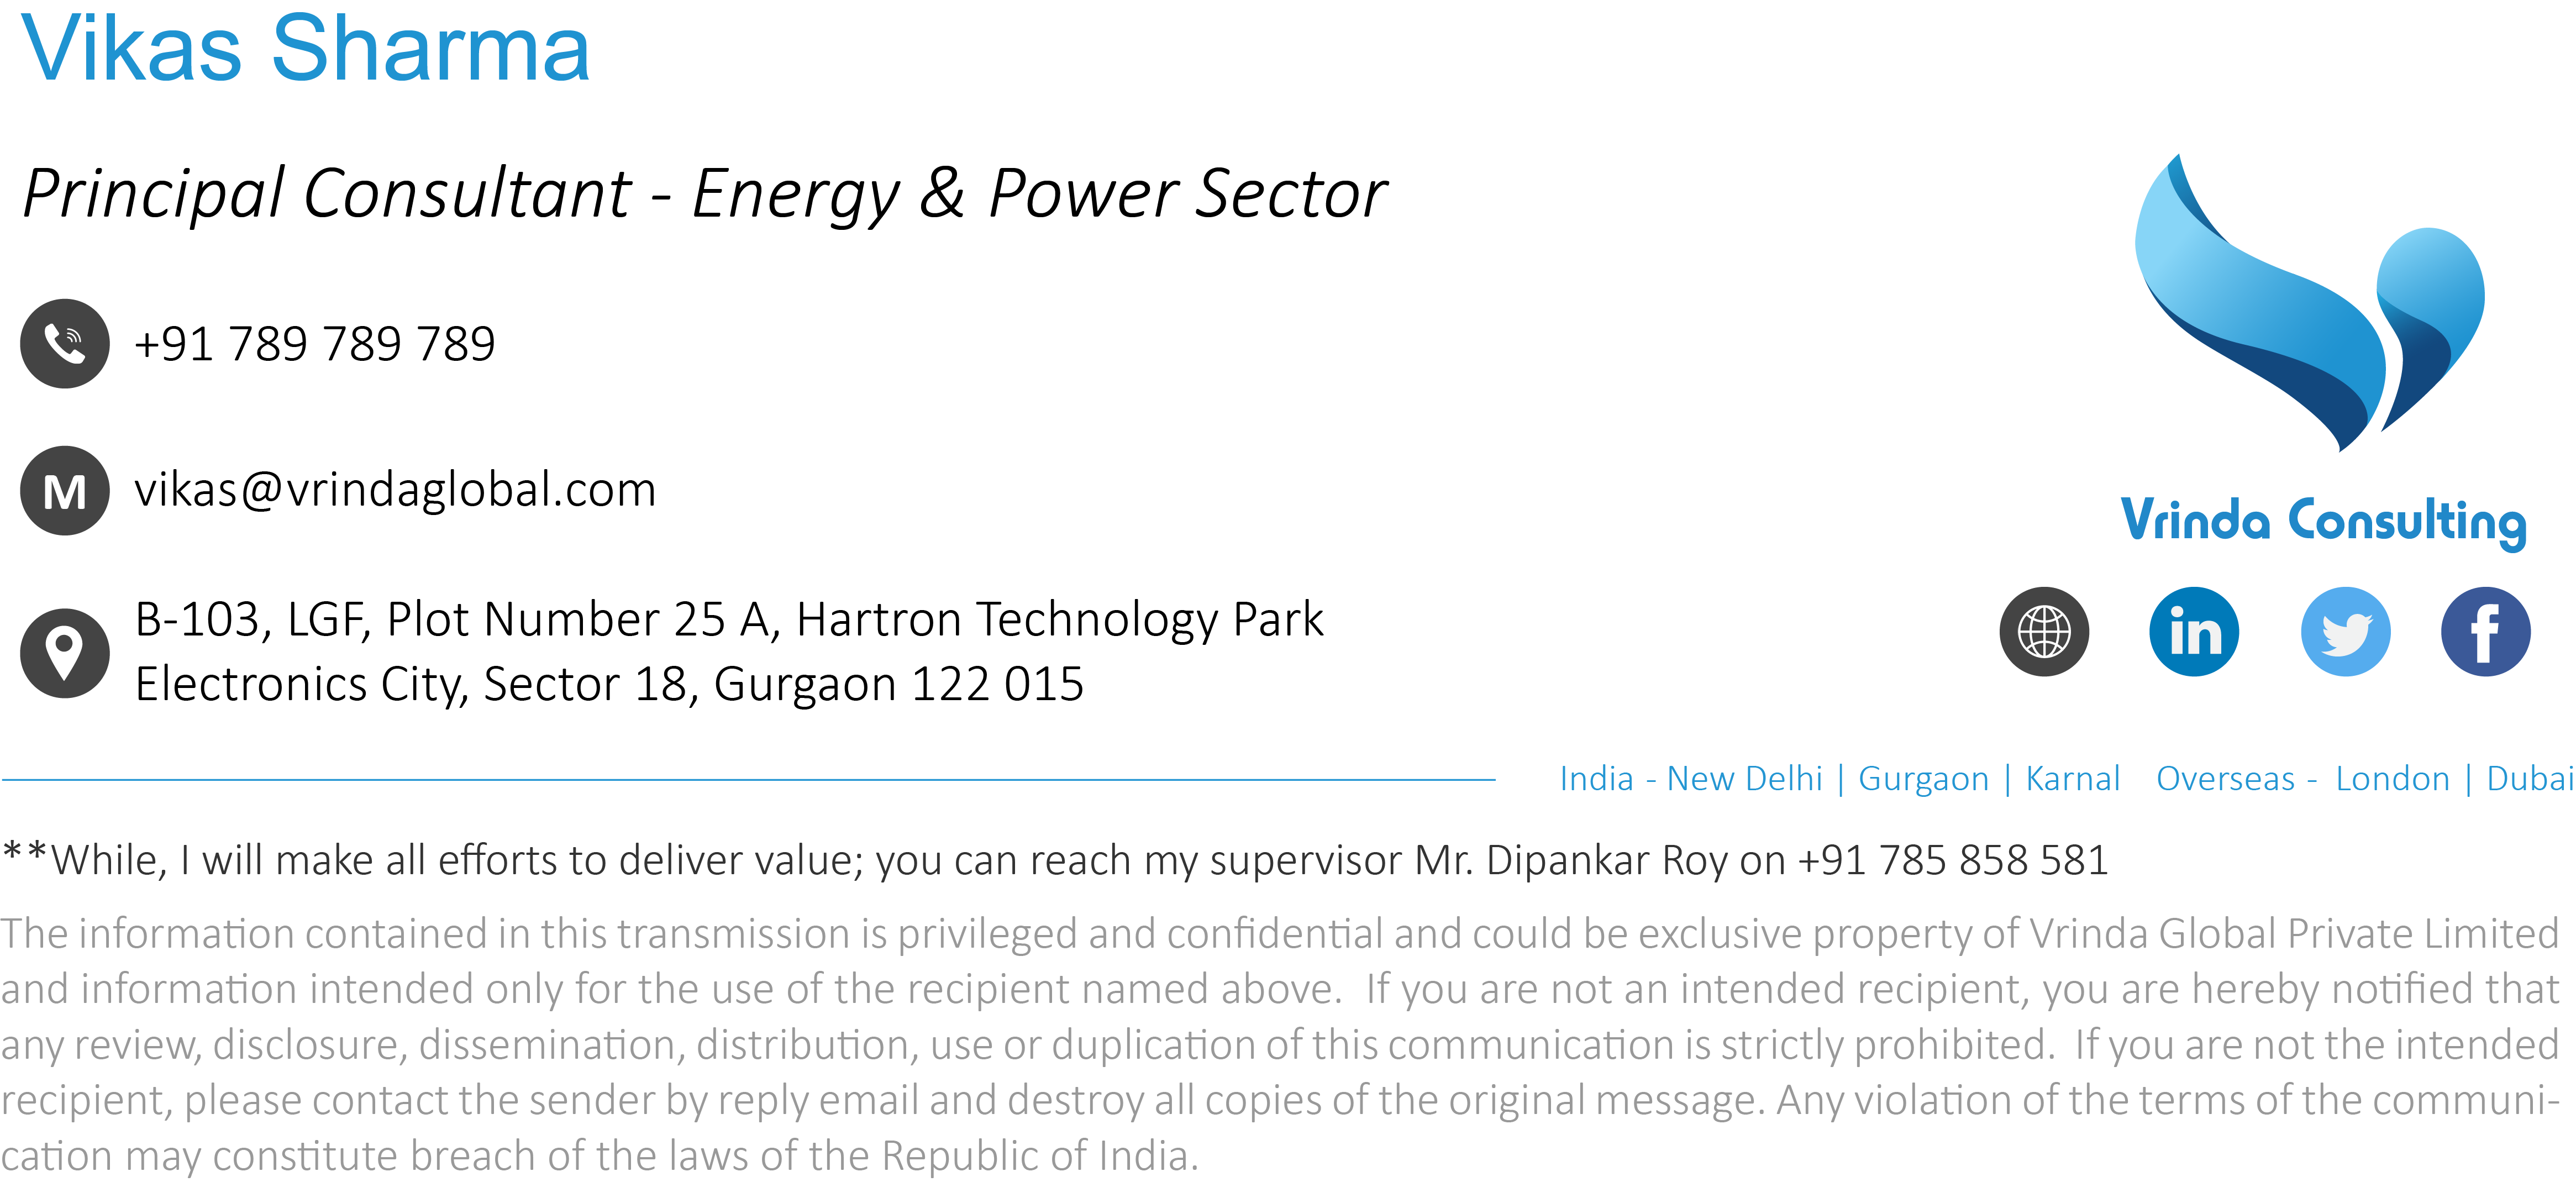 Vikas Sharma
Principal Consultant - Energy & Power Sector
+91 789 789 789
M
vikas@vrindaglobal.com
B-103, LGF, Plot Number 25 A, Hartron Technology Park
Electronics City, Sector 18, Gurgaon 122 015
Vrinda Consulting
in
f
India - New Delhi | Gurgaon | Karnal Overseas - London | Dubai
**While, I will make all efforts to deliver value; you can reach my supervisor Mr. Dipankar Roy on +91 785 858 581
The information contained in this transmission is privileged and confidential and could be exclusive property of Vrinda Global Private Limited
and information intended only for the use of the recipient named above. If you are not an intended recipient, you are hereby notified that
any review, disclosure, dissemination, distribution, use or duplication of this communication is strictly prohibited. If you are not the intended
recipient, please contact the sender by reply email and destroy all copies of the original message. Any violation of the terms of the communi-
cation may constitute breach of the laws of the Republic of India.